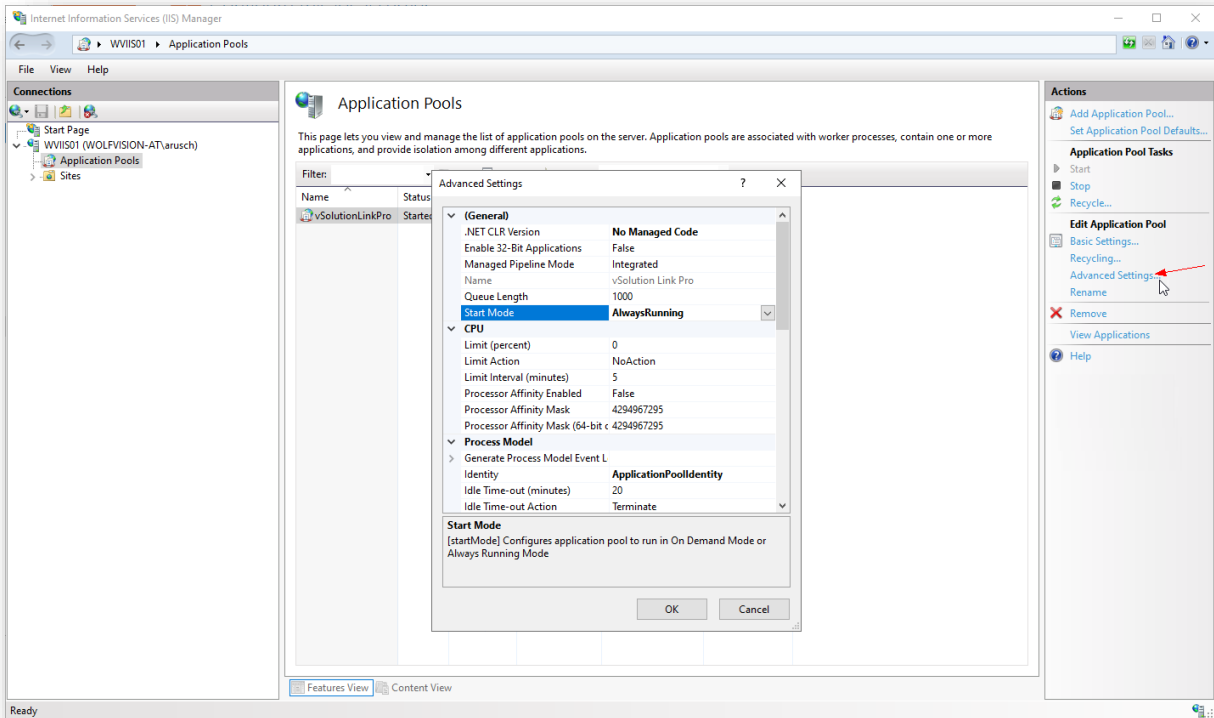 Internet Information Services (IIS) Manager
WVIIS01 Application Pools
File View Help
Connections
Start Page
WVIIS01 (WOLFVISION-AT\arusch)
Application Pools
Sites
Application Pools
This page lets you view and manage the list of application pools on the server. Application pools are associated with worker processes, contain one or more
applications, and provide isolation among different applications.
Filter:
Name Status
vSolutionLinkPro Started
Advanced Settings ?
(General)
.NET CLR Version No Managed Code
Enable 32-Bit Applications False
Managed Pipeline Mode Integrated
Name vSolution Link Pro
Queue Length 1000
Start Mode AlwaysRunning
CPU
Limit (percent) 0
Limit Action NoAction
Limit Interval (minutes) 5
Processor Affinity Enabled False
Processor Affinity Mask 4294967295
Processor Affinity Mask (64-bit c 4294967295
Process Model
Generate Process Model Event L
Identity ApplicationPoolIdentity
Idle Time-out (minutes) 20
Idle Time-out Action Terminate
Start Mode
[startMode] Configures application pool to run in On Demand Mode or
Always Running Mode
OK Cancel
Features View Content View
Actions
Add Application Pool...
Set Application Pool Defaults...
Application Pool Tasks
Start
Stop
Recycle...
Edit Application Pool
Basic Settings...
Recycling...
Advanced Settings...
Rename
Remove
View Applications
Help
Ready